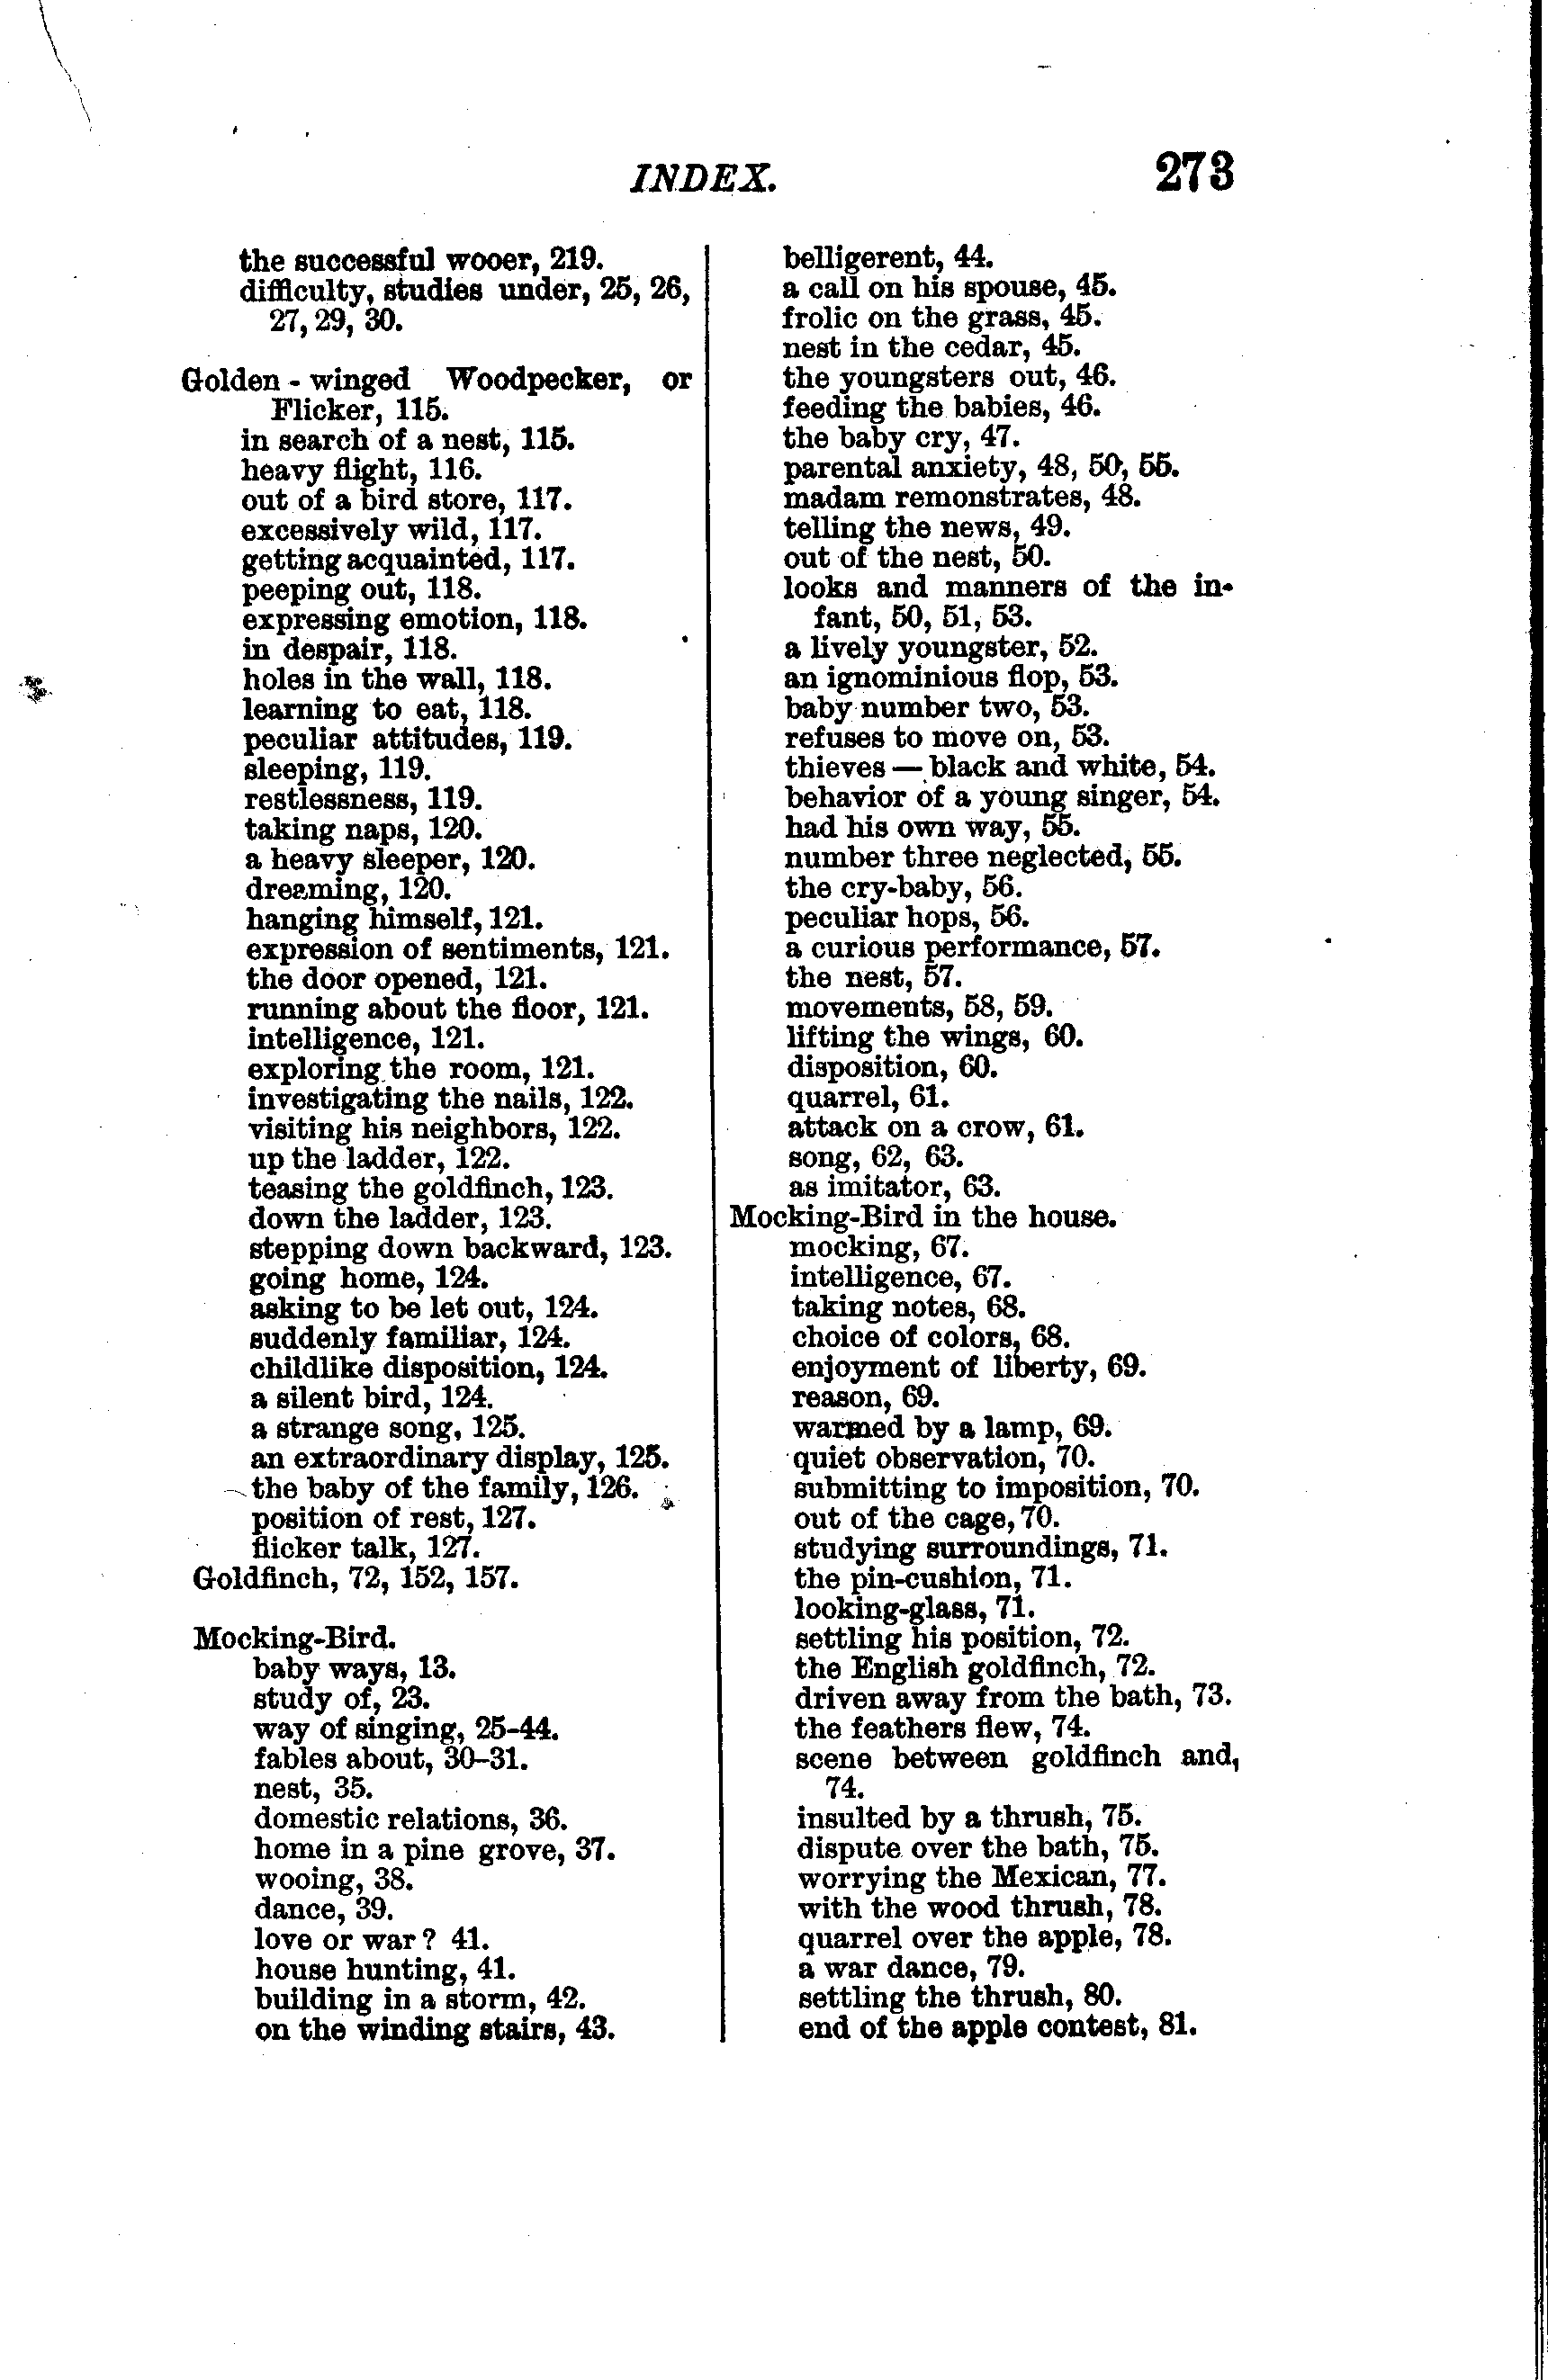 INDEX. 273
the successful wooer, 219.
difficulty, studies under, 25, 26,
27, 29, 30.
Golden-winged Woodpecker, or
Flicker, 115.
in search of a nest, 115.
heavy flight, 116.
out of a bird store, 117.
excessively wild, 117.
getting acquainted, 117.
peeping out, 118.
expressing emotion, 118.
in despair, 118.
holes in the wall, 118.
learning to eat, 118.
peculiar attitudes, 119.
sleeping, 119.
restlessness, 119.
taking naps, 120.
a heavy sleeper, 120.
dreaming, 120.
hanging himself, 121.
expression of sentiments, 121.
the door opened, 121.
running about the floor, 121.
intelligence, 121.
exploring the room, 121.
investigating the nails, 122.
visiting his neighbors, 122.
up the ladder, 122.
teasing the goldfinch, 123.
down the ladder, 123.
stepping down backward, 123.
going home, 124.
asking to be let out, 124.
suddenly familiar, 124.
childlike disposition, 124.
a silent bird, 124.
a strange song, 125.
an extraordinary display, 125.
the baby of the family, 126.
position of rest, 127.
flicker talk, 127.
Goldfinch, 72, 152, 157.
Mocking-Bird.
baby ways, 13.
study of, 23.
way of singing, 25-44.
fables about, 30-31.
nest, 35.
domestic relations, 36.
home in a pine grove, 37.
wooing, 38.
dance, 39.
love or war? 41.
house hunting, 41.
building in a storm, 42.
on the winding stairs, 43.
belligerent, 44.
a call on his spouse, 45.
frolic on the grass, 45.
nest in the cedar, 45.
the youngsters out, 46.
feeding the babies, 46.
the baby cry, 47.
parental anxiety, 48, 50, 55.
madam remonstrates, 48.
telling the news, 49.
out of the nest, 50.
looks and manners of the in-
fant, 50, 51, 53.
a lively youngster, 52.
an ignominious flop, 53.
baby number two, 53.
refuses to move on, 53.
thieves — black and white, 54.
behavior of a young singer, 54.
had his own way, 55.
number three neglected, 55.
the cry-baby, 56.
peculiar hops, 56.
a curious performance, 57.
the nest, 57.
movements, 58, 59.
lifting the wings, 60.
disposition, 60.
quarrel, 61.
attack on a crow, 61.
song, 62, 63.
as imitator, 63.
Mocking-Bird in the house.
mocking, 67.
intelligence, 67.
taking notes, 68.
choice of colors, 68.
enjoyment of liberty, 69.
reason, 69.
warmed by a lamp, 69.
quiet observation, 70.
submitting to imposition, 70.
out of the cage, 70.
studying surroundings, 71.
the pin-cushion, 71.
looking-glass, 71.
settling his position, 72.
the English goldfinch, 72.
driven away from the bath, 73.
the feathers flew, 74.
scene between goldfinch and,
74.
insulted by a thrush, 75.
dispute over the bath, 75.
worrying the Mexican, 77.
with the wood thrush, 78.
quarrel over the apple, 78.
a war dance, 79.
settling the thrush, 80.
end of the apple contest, 81.